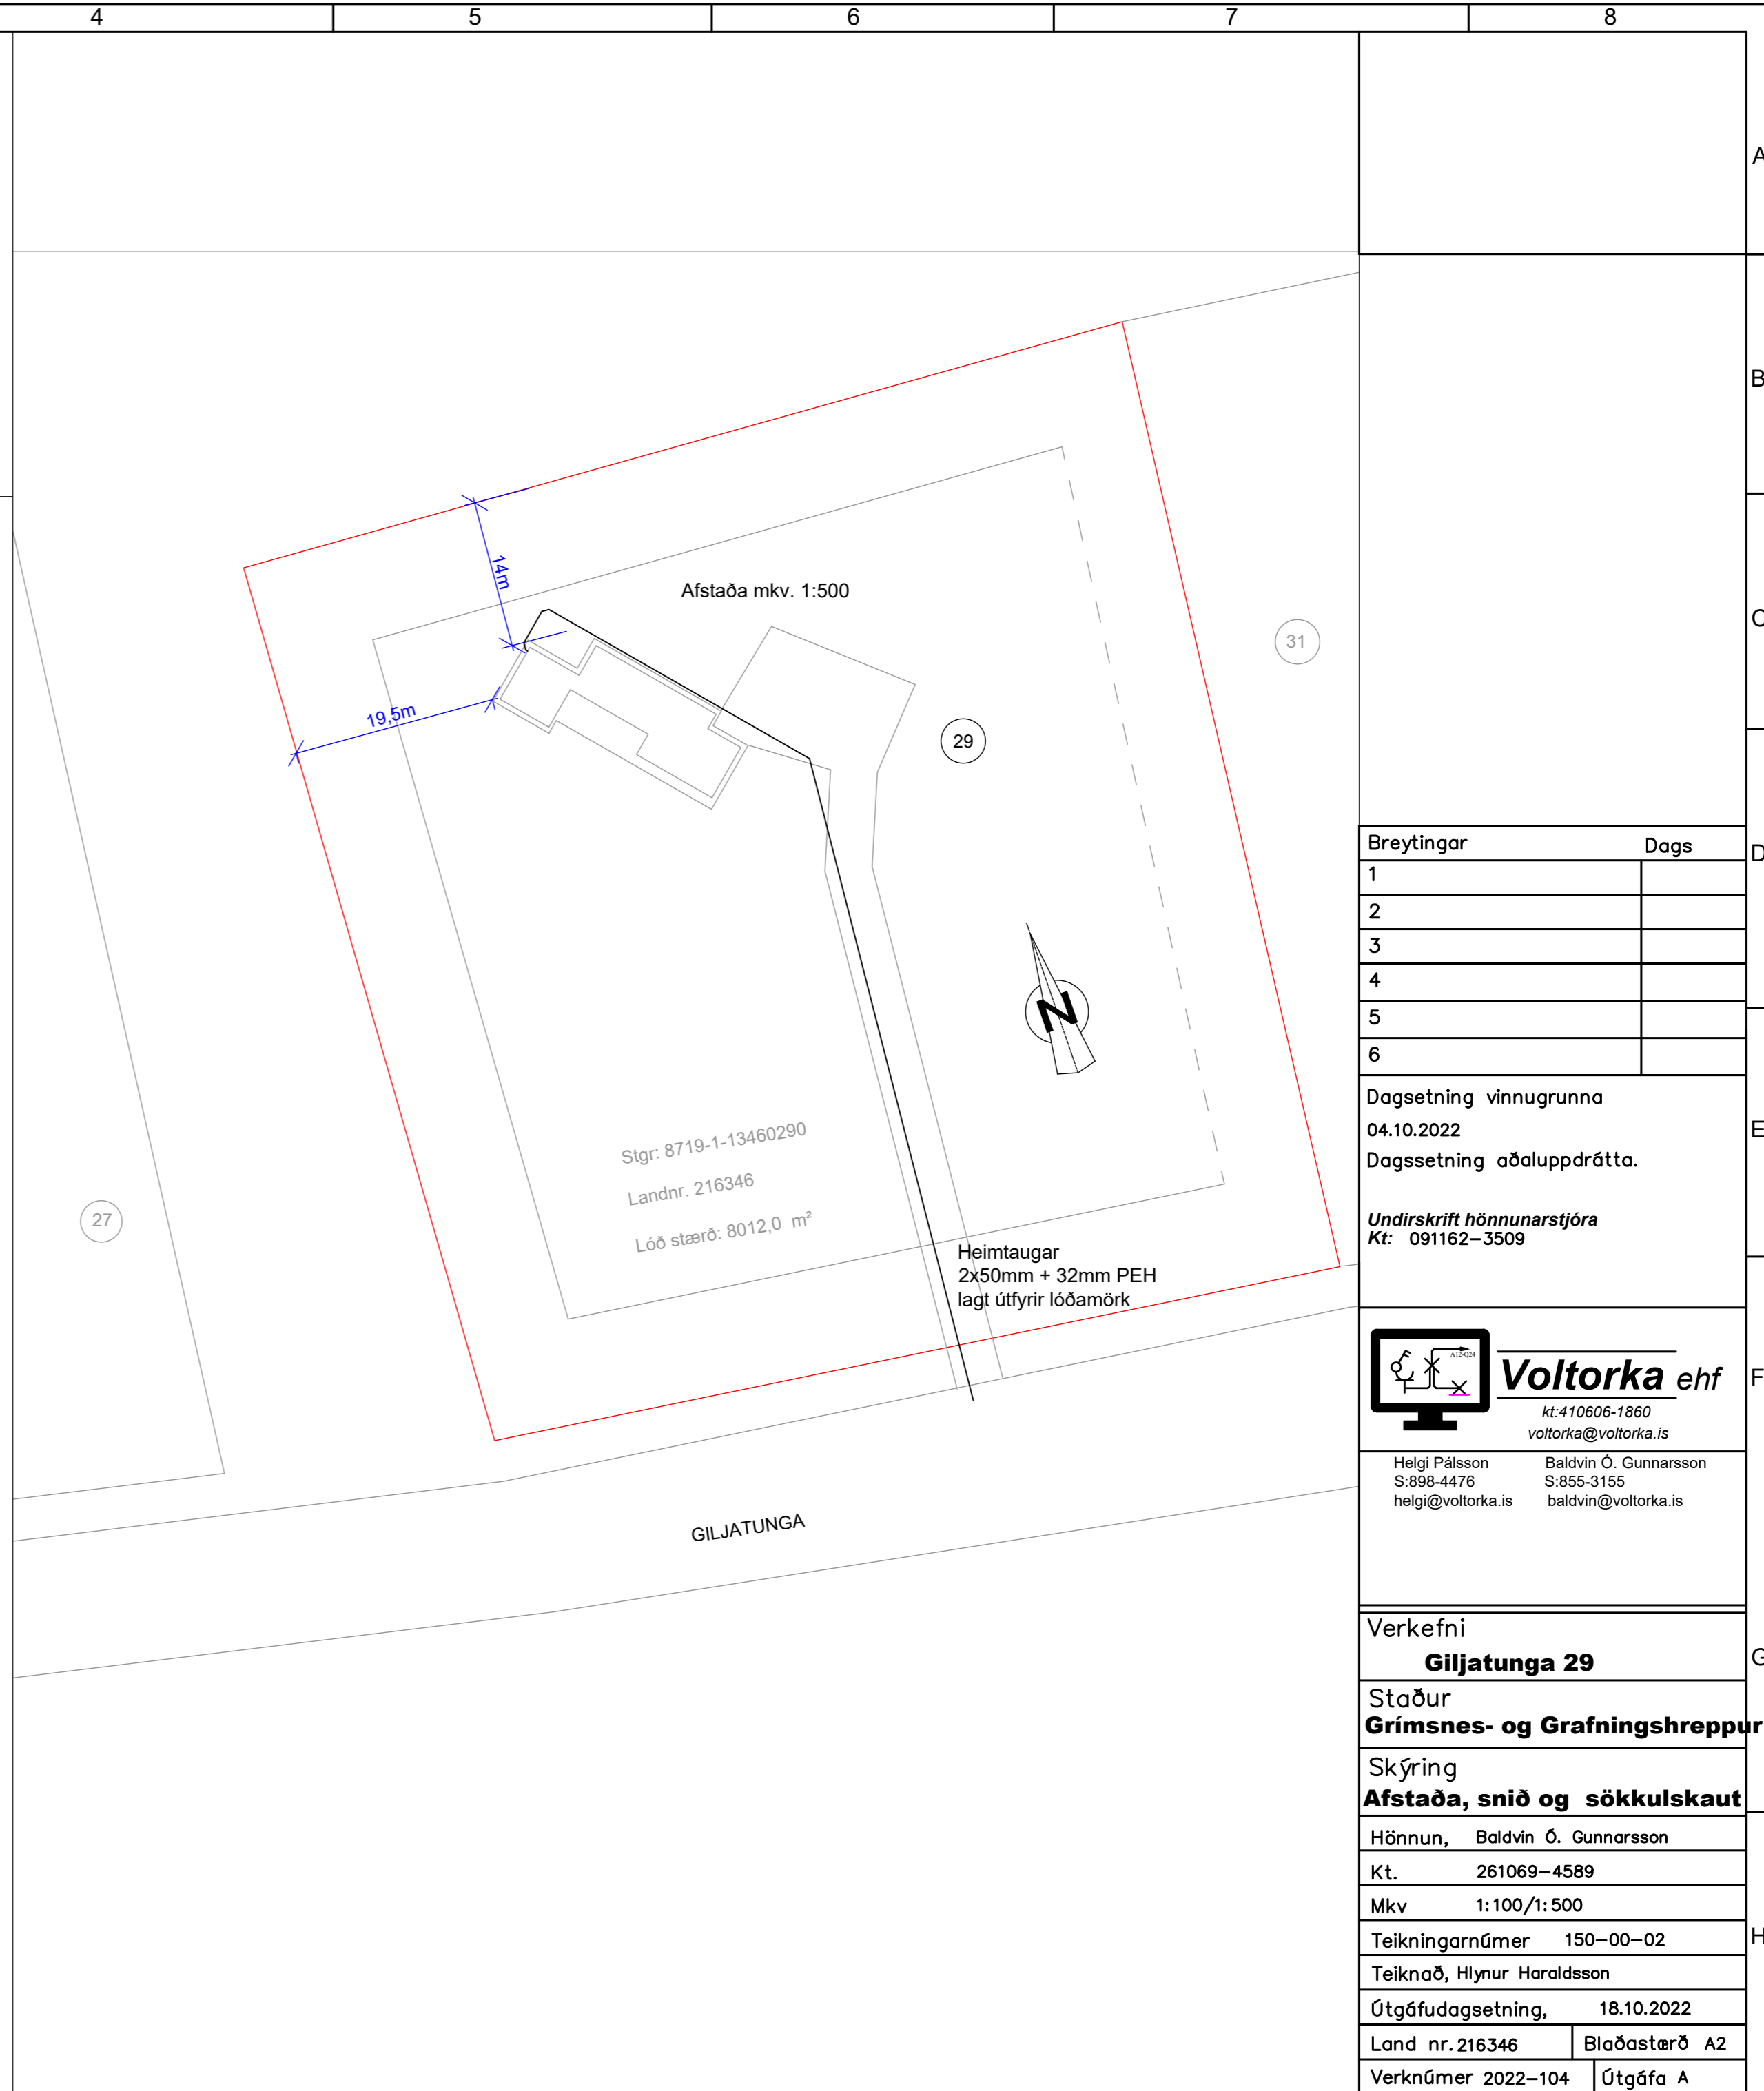 4 5 6 7 8
A
B
C
D
E
F
G
H
14m
19,5m
Afstaða mkv. 1:500
31
29
27
N
Stgr: 8719-1-13460290
Landnr. 216346
Lóð stærð: 8012,0 m²
Heimtaugar
2x50mm + 32mm PEH
lagt útfyrir lóðamörk
GILJATUNGA
Breytingar Dags
1
2
3
4
5
6
Dagsetning vinnugrunna
04.10.2022
Dagssetning aðaluppdrátta.
Undirskrift hönnunarstjóra
Kt: 091162-3509
A12-Q24
Voltorka ehf
kt:410606-1860
voltorka@voltorka.is
Helgi Pálsson Baldvin Ó. Gunnarsson
S:898-4476 S:855-3155
helgi@voltorka.is baldvin@voltorka.is
Verkefni
Giljatunga 29
Staður
Grímsnes- og Grafningshreppur
Skýring
Afstaða, snið og sökkulskaut
Hönnun, Baldvin Ó. Gunnarsson
Kt. 261069-4589
Mkv 1:100/1:500
Teikningarnúmer 150-00-02
Teiknað, Hlynur Haraldsson
Útgáfudagsetning, 18.10.2022
Land nr. 216346 Blaðastærð A2
Verknúmer 2022-104 Útgáfa A